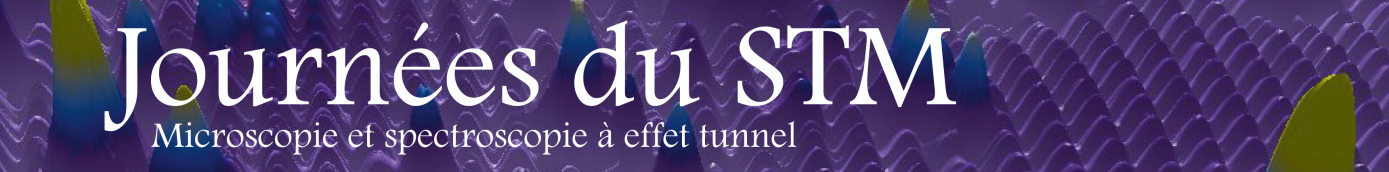 Journées du STM
Microscopie et spectroscopie à effet tunnel